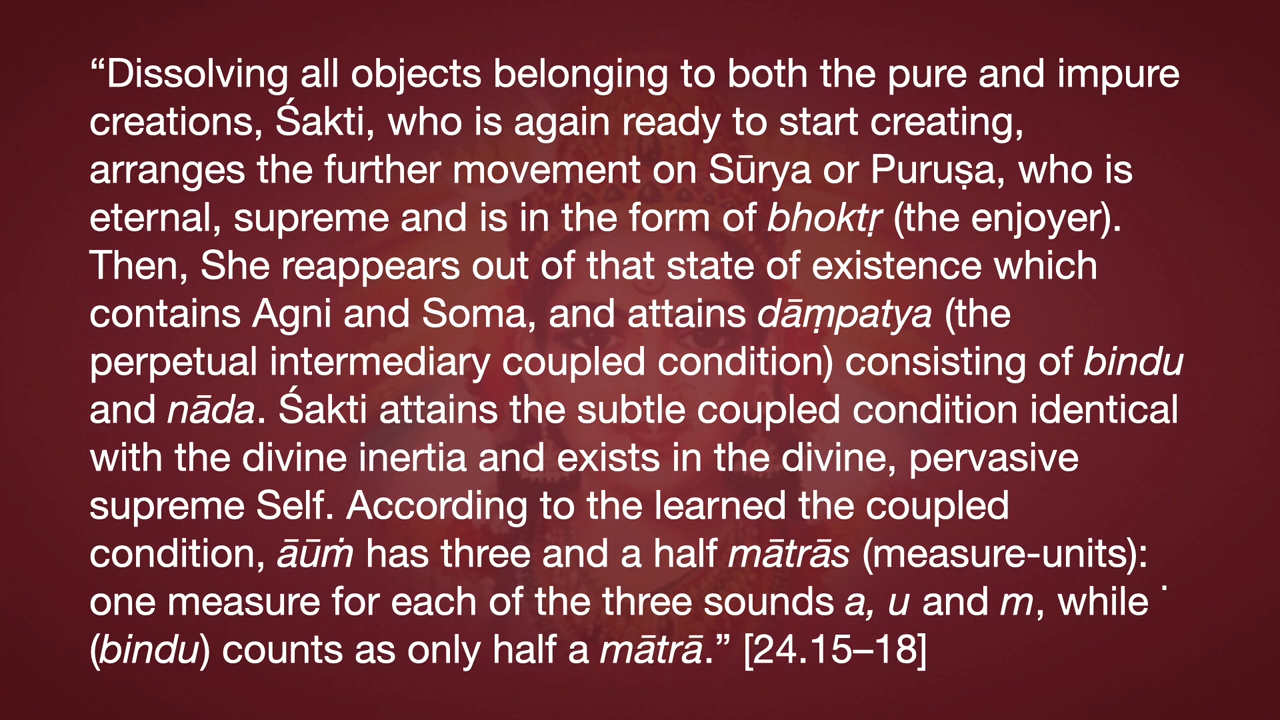 “Dissolving all objects belonging to both the pure and impure
creations, Śakti, who is again ready to start creating,
arranges the further movement on Sūrya or Puruṣa, who is
eternal, supreme and is in the form of bhoktṛ (the enjoyer).
Then, She reappears out of that state of existence which
contains Agni and Soma, and attains dāṃpatya (the
perpetual intermediary coupled condition) consisting of bindu
and nāda. Śakti attains the subtle coupled condition identical
with the divine inertia and exists in the divine, pervasive
supreme Self. According to the learned the coupled
condition, āūṁ has three and a half mātrās (measure-units):
one measure for each of the three sounds a, u and m, while ˙
(bindu) counts as only half a mātrā.” [24.15–18]